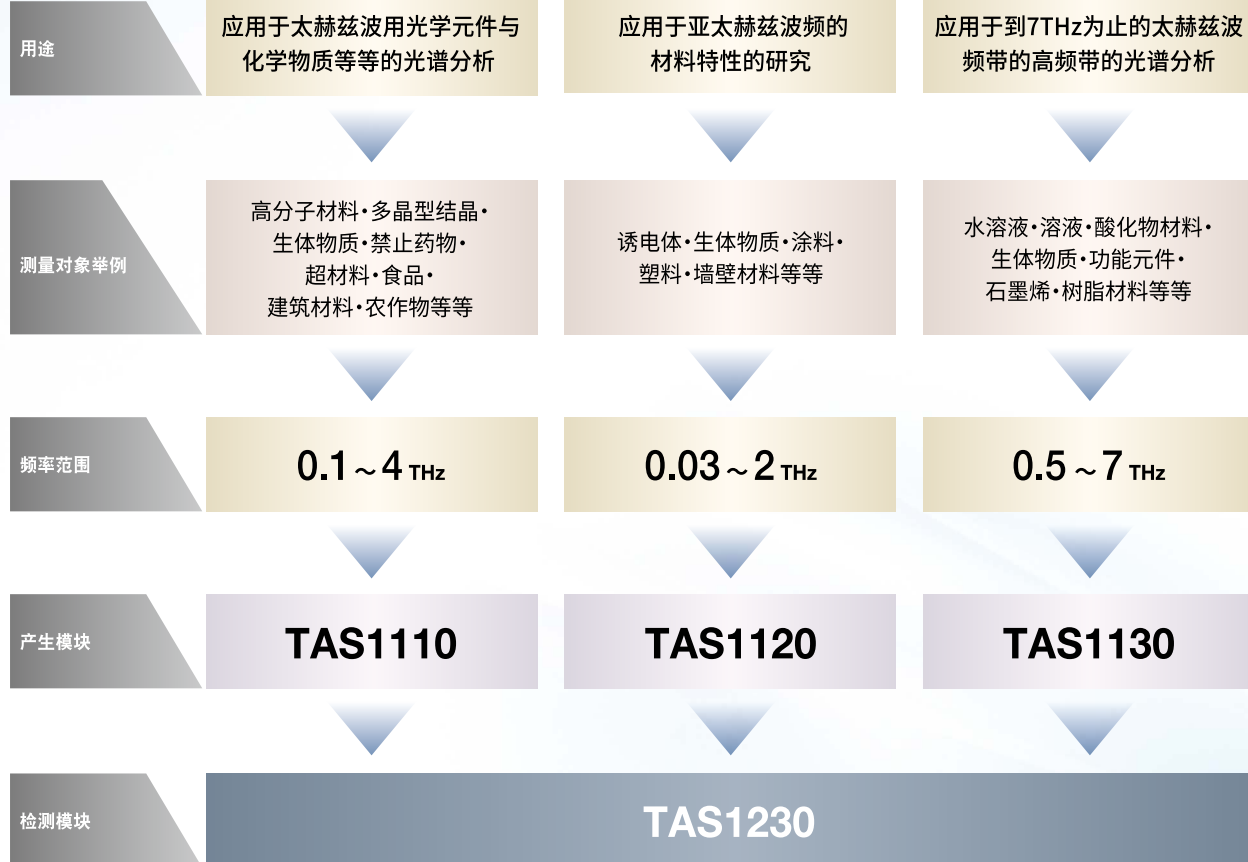 用途
应用于太赫兹波用光学元件与
化学物质等等的光谱分析
应用于亚太赫兹波频的
材料特性的研究
应用于到7THz为止的太赫兹波
频带的高频带的光谱分析
测量对象举例
高分子材料·多晶型结晶·
生体物质·禁止药物·
超材料·食品·
建筑材料·农作物等等
诱电体·生体物质·涂料·
塑料·墙壁材料等等
水溶液·溶液·酸化物材料·
生体物质·功能元件·
石墨烯·树脂材料等等
频率范围
0.1～4 THz
0.03～2 THz
0.5～7 THz
产生模块
TAS1110
TAS1120
TAS1130
检测模块
TAS1230